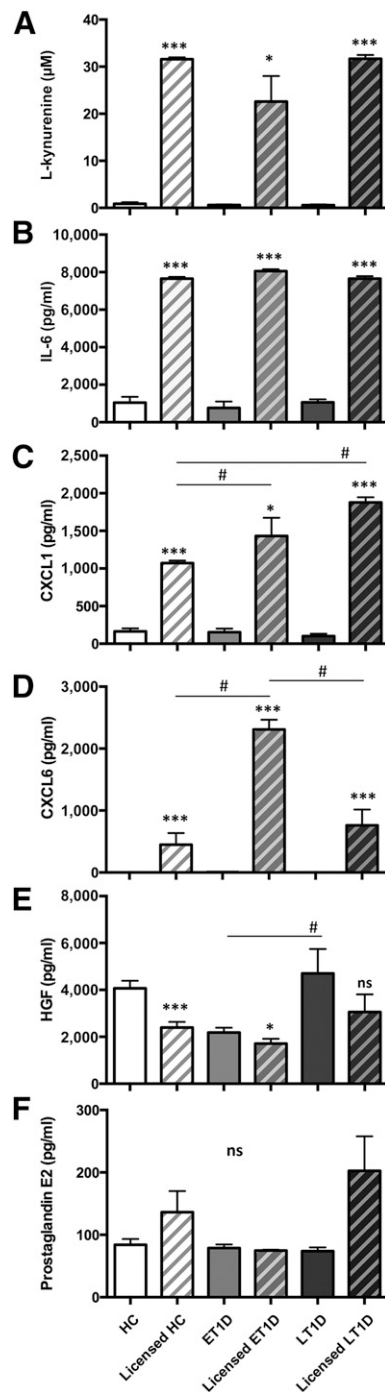 A
L-kynurenine (μM)
40
30
20
10
0
***
*
***
B
IL-6 (pg/ml)
10,000
8,000
6,000
4,000
2,000
0
***
***
***
C
CXCL1 (pg/ml)
2,500
2,000
1,500
1,000
500
0
#
#
***
*
***
D
CXCL6 (pg/ml)
3,000
2,000
1,000
0
#
#
***
***
***
E
HGF (pg/ml)
8,000
6,000
4,000
2,000
0
#
***
*
ns
F
Prostaglandin E2 (pg/ml)
300
200
100
0
ns
HC
Licensed HC
ET1D
Licensed ET1D
LT1D
Licensed LT1D